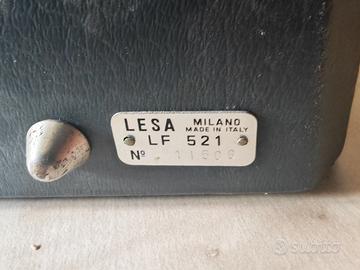 LESA MILANO
MADE IN ITALY
LF 521
Nº
subito